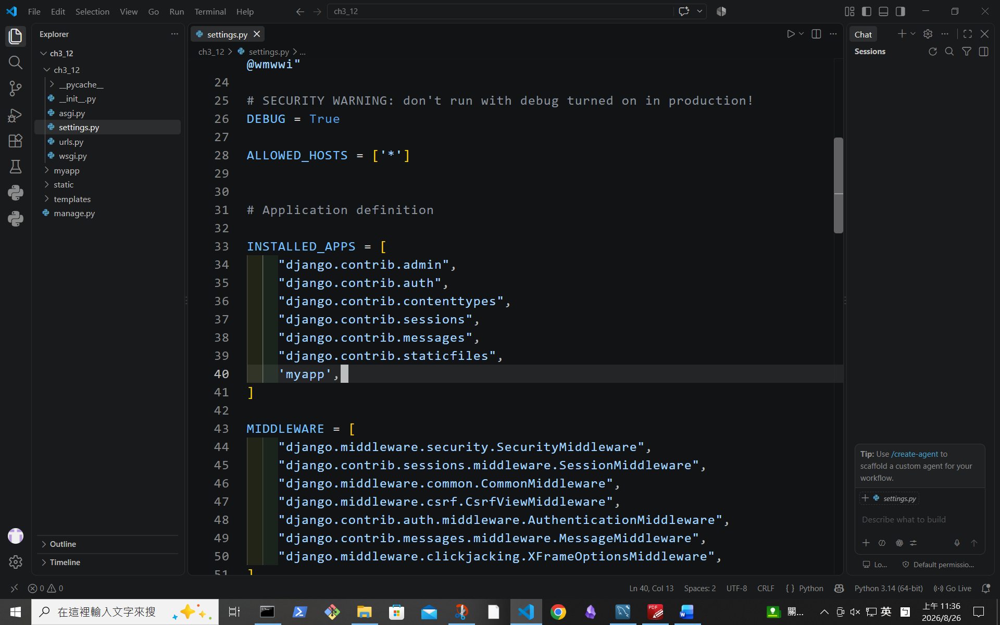 File Edit Selection View Go Run Terminal Help
ch3_12
Explorer
ch3_12
ch3_12
__pycache__
__init__.py
asgi.py
settings.py
urls.py
wsgi.py
myapp
static
templates
manage.py
Outline
Timeline
settings.py
ch3_12 > settings.py > ...
@wmwwi"
24
25 # SECURITY WARNING: don't run with debug turned on in production!
26 DEBUG = True
27
28 ALLOWED_HOSTS = ['*']
29
30
31 # Application definition
32
33 INSTALLED_APPS = [
34 "django.contrib.admin",
35 "django.contrib.auth",
36 "django.contrib.contenttypes",
37 "django.contrib.sessions",
38 "django.contrib.messages",
39 "django.contrib.staticfiles",
40 'myapp',
41 ]
42
43 MIDDLEWARE = [
44 "django.middleware.security.SecurityMiddleware",
45 "django.contrib.sessions.middleware.SessionMiddleware",
46 "django.middleware.common.CommonMiddleware",
47 "django.middleware.csrf.CsrfViewMiddleware",
48 "django.contrib.auth.middleware.AuthenticationMiddleware",
49 "django.contrib.messages.middleware.MessageMiddleware",
50 "django.middleware.clickjacking.XFrameOptionsMiddleware",
51 ]
Chat
Sessions
Tip: Use /create-agent to
scaffold a custom agent for your
workflow.
settings.py
Describe what to build
Lo... Default permissio...
0 0
Ln 40, Col 13 Spaces: 2 UTF-8 CRLF { } Python Python 3.14 (64-bit) Go Live
在這裡輸入文字來搜
PDF
關...
英
上午 11:36
2026/8/26